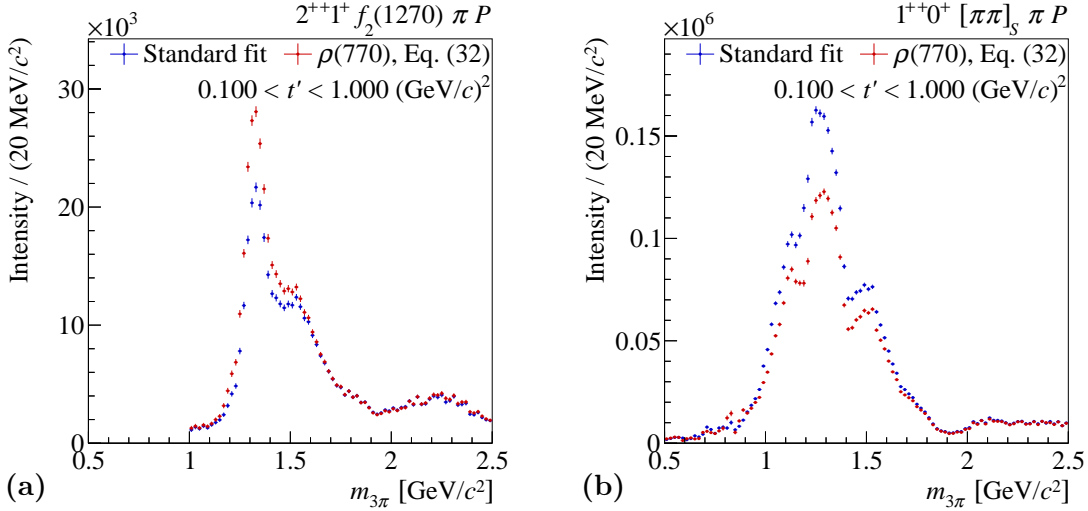 ×10³ 2⁺⁺1⁺ f₂(1270) π P
Standard fit ρ(770), Eq. (32)
0.100 < t′ < 1.000 (GeV/c)²
Intensity / (20 MeV/c²)
30
20
10
0
0.5 1 1.5 2 2.5
m₃π [GeV/c²]
(a)
×10⁶ 1⁺⁺0⁺ [ππ]S π P
Standard fit ρ(770), Eq. (32)
0.100 < t′ < 1.000 (GeV/c)²
Intensity / (20 MeV/c²)
0.15
0.1
0.05
0
0.5 1 1.5 2 2.5
m₃π [GeV/c²]
(b)